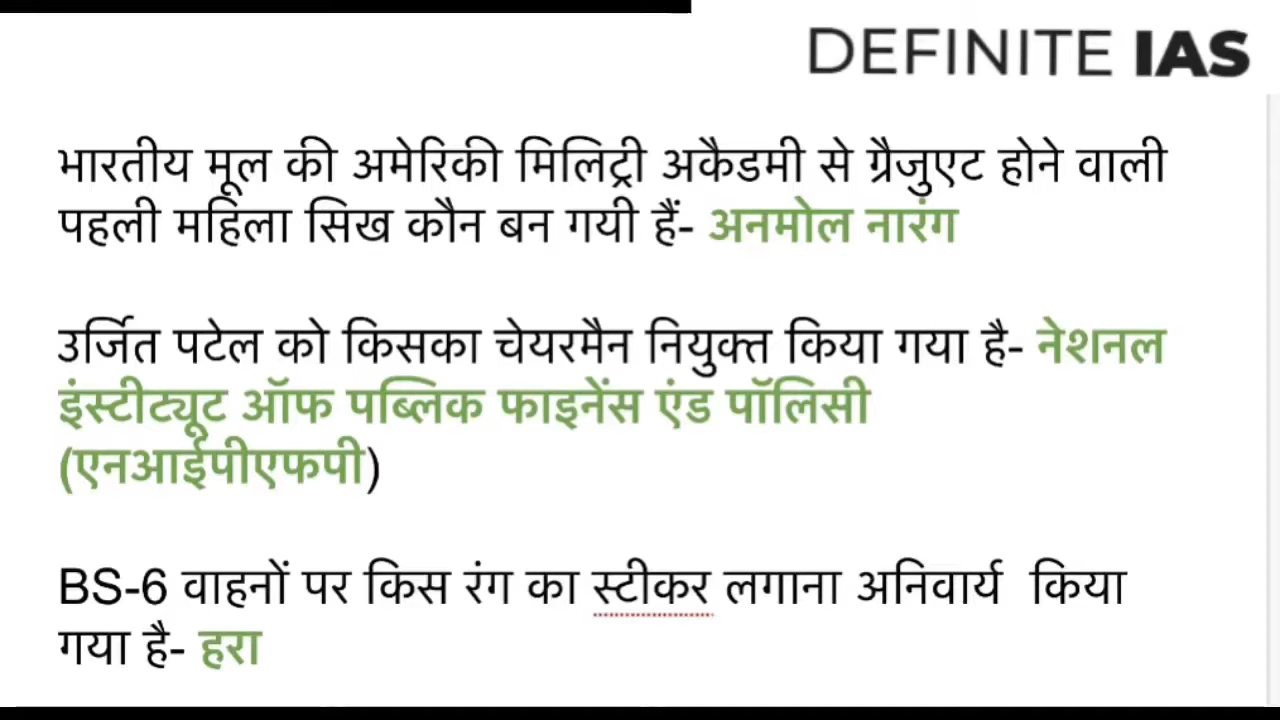 DEFINITE IAS
भारतीय मूल की अमेरिकी मिलिट्री अकैडमी से ग्रैजुएट होने वाली
पहली महिला सिख कौन बन गयी हैं- अनमोल नारंग
उर्जित पटेल को किसका चेयरमैन नियुक्त किया गया है- नेशनल
इंस्टीट्यूट ऑफ पब्लिक फाइनेंस एंड पॉलिसी
(एनआईपीएफपी)
BS-6 वाहनों पर किस रंग का स्टीकर लगाना अनिवार्य किया
गया है- हरा